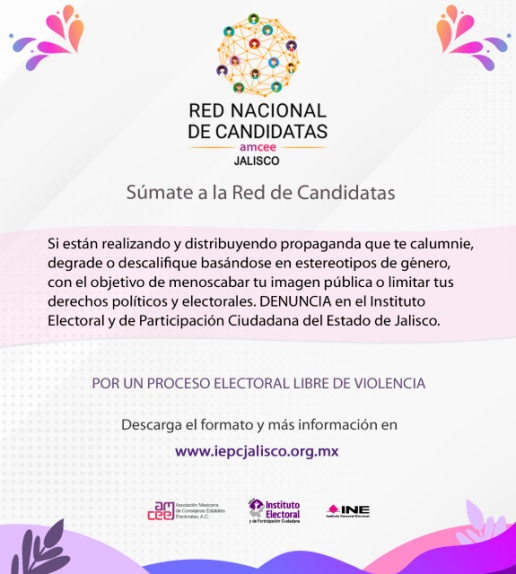 RED NACIONAL
DE CANDIDATAS
amcee
JALISCO
Súmate a la Red de Candidatas
Si están realizando y distribuyendo propaganda que te calumnie,
degrade o descalifique basándose en estereotipos de género,
con el objetivo de menoscabar tu imagen pública o limitar tus
derechos políticos y electorales. DENUNCIA en el Instituto
Electoral y de Participación Ciudadana del Estado de Jalisco.
POR UN PROCESO ELECTORAL LIBRE DE VIOLENCIA
Descarga el formato y más información en
www.iepcjalisco.org.mx
am
cee
Asociación Mexicana
de Consejeras Estatales
Electorales, A.C.
Instituto
Electoral
y de Participación Ciudadana
INE
Instituto Nacional Electoral